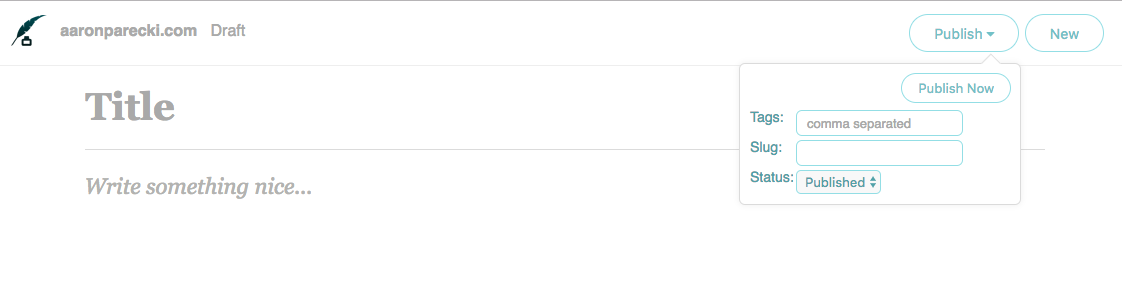 aaronparecki.com Draft Publish New
Publish Now
Title
Tags: comma separated
Slug:
Write something nice...
Status: Published